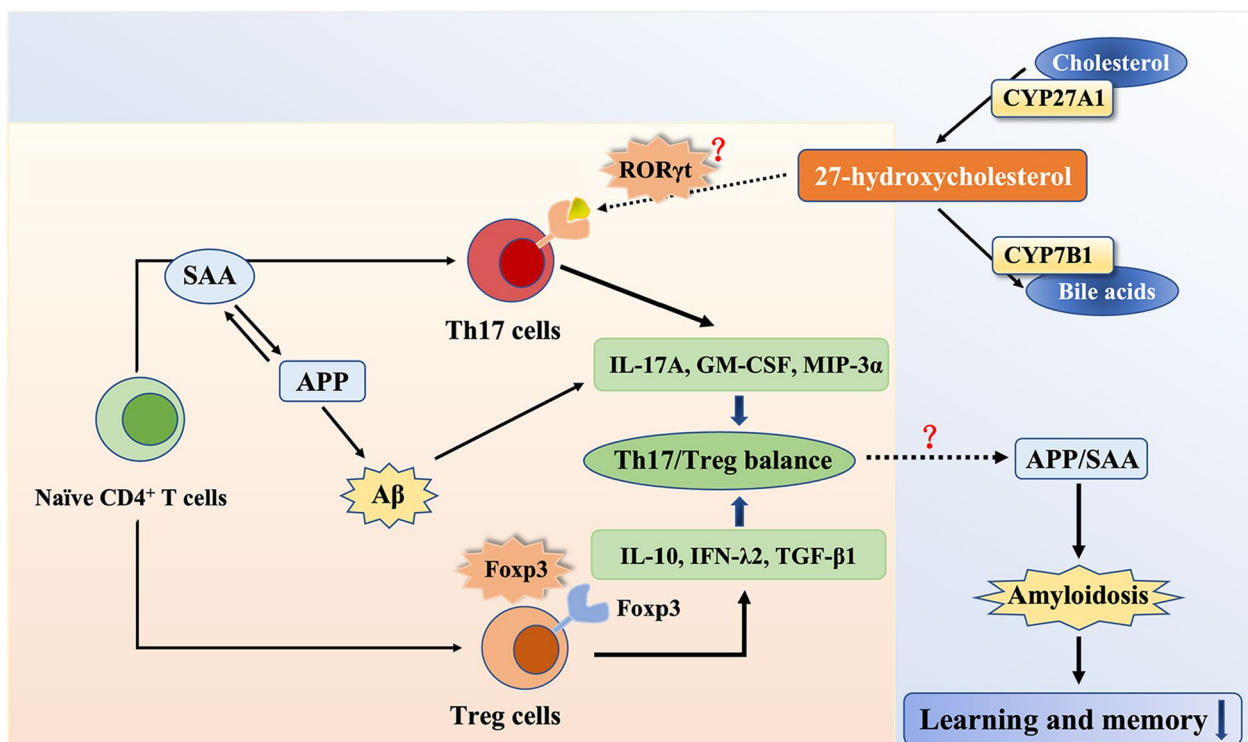 Cholesterol
CYP27A1
?
RORγt
27-hydroxycholesterol
CYP7B1
Bile acids
SAA
Th17 cells
APP
IL-17A, GM-CSF, MIP-3α
Naïve CD4⁺ T cells
Aβ
Th17/Treg balance
?
APP/SAA
IL-10, IFN-λ2, TGF-β1
Foxp3
Foxp3
Amyloidosis
Treg cells
Learning and memory